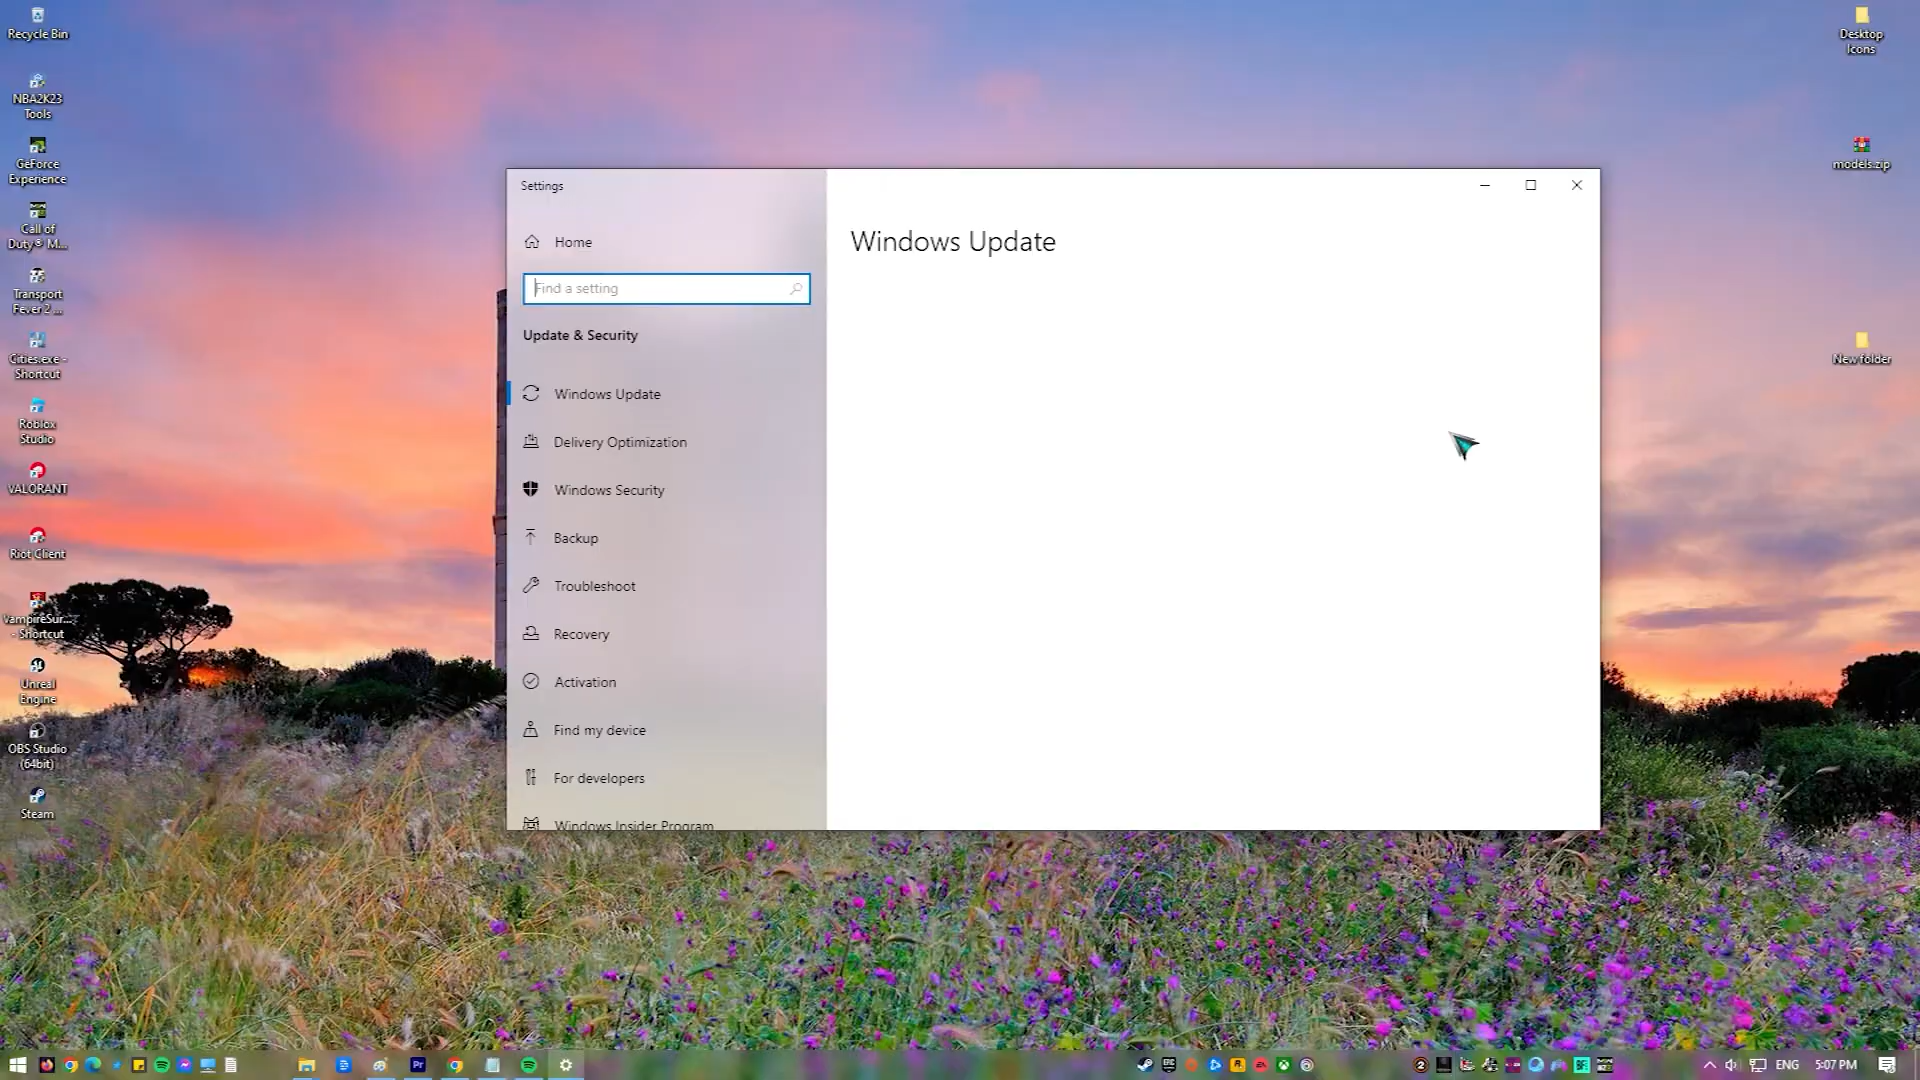 Recycle Bin
NBA2K23
Tools
GeForce
Experience
Call of
Duty® M...
Transport
Fever 2 ...
Cities.exe -
Shortcut
Roblox
Studio
VALORANT
Riot Client
VampireSur...
- Shortcut
Unreal
Engine
OBS Studio
(64bit)
Steam
Settings
Home
Find a setting
Update & Security
Windows Update
Delivery Optimization
Windows Security
Backup
Troubleshoot
Recovery
Activation
Find my device
For developers
Windows Insider Program
Windows Update
Desktop
Icons
models.zip
New folder
Pr
ENG
5:07 PM